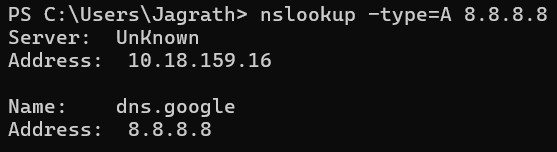 PS C:\Users\Jagrath> nslookup -type=A 8.8.8.8
Server:  UnKnown
Address:  10.18.159.16

Name:    dns.google
Address:  8.8.8.8